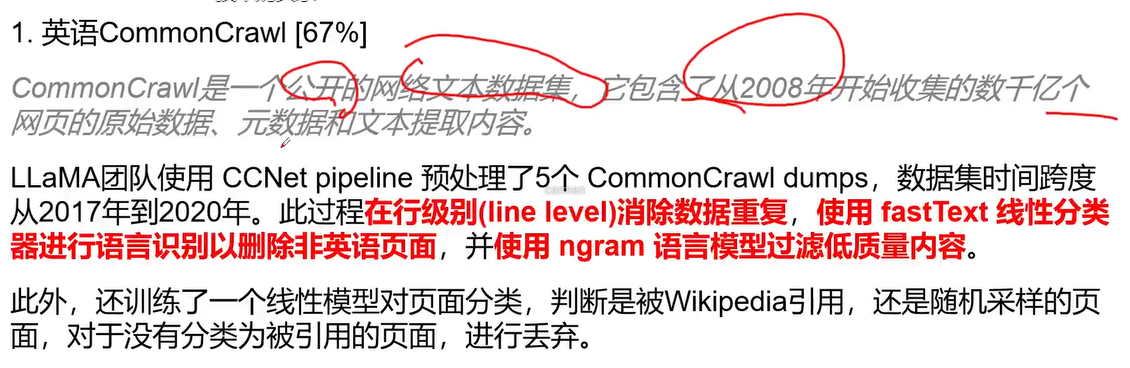 1. 英语CommonCrawl [67%]
CommonCrawl是一个公开的网络文本数据集，它包含了从2008年开始收集的数千亿个
网页的原始数据、元数据和文本提取内容。
LLaMA团队使用 CCNet pipeline 预处理了5个 CommonCrawl dumps，数据集时间跨度
从2017年到2020年。此过程在行级别(line level)消除数据重复，使用 fastText 线性分类
器进行语言识别以删除非英语页面，并使用 ngram 语言模型过滤低质量内容。
此外，还训练了一个线性模型对页面分类，判断是被Wikipedia引用，还是随机采样的页
面，对于没有分类为被引用的页面，进行丢弃。